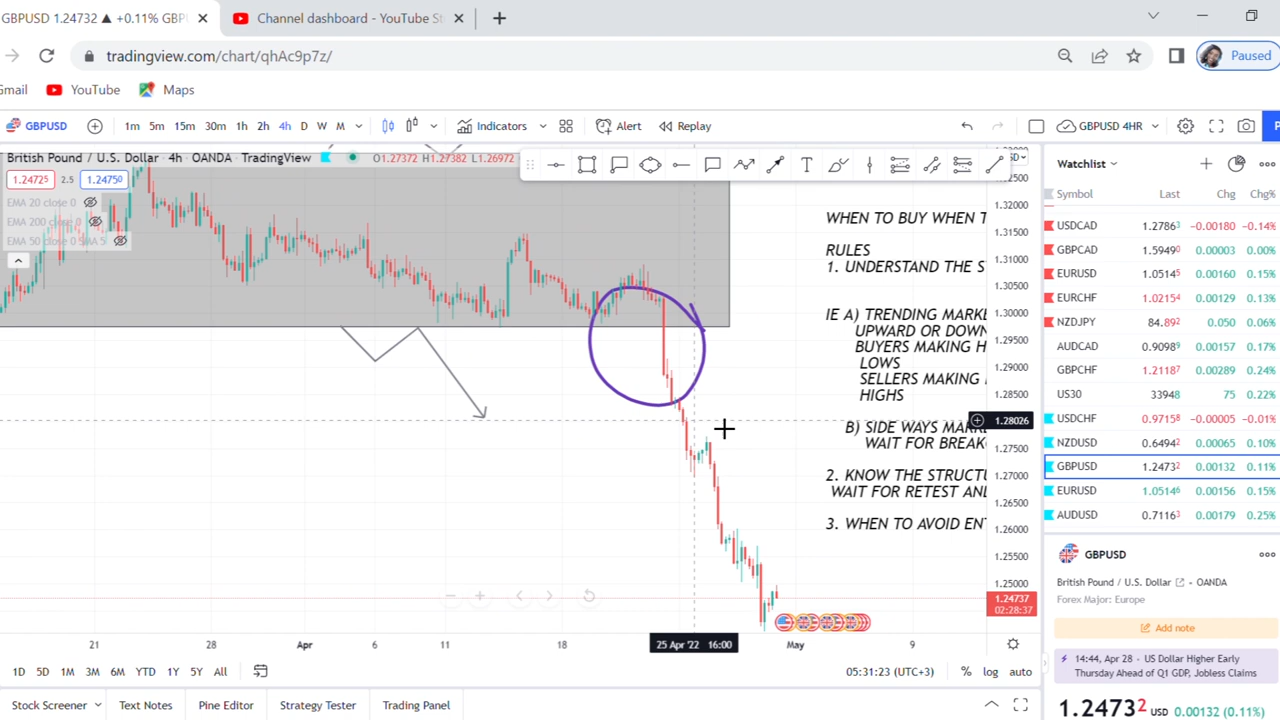 GBPUSD 1.24732 ▲ +0.11% GBP
Channel dashboard - YouTube St
tradingview.com/chart/qhAc9p7z/
Paused
Gmail
YouTube
Maps
GBPUSD
1m 5m 15m 30m 1h 2h 4h D W M
Indicators
Alert
Replay
GBPUSD 4HR
British Pound / U.S. Dollar · 4h · OANDA · TradingView
O1.27372 H1.27382 L1.26972
1.24725 2.5 1.24750
EMA 20 close 0
EMA 200 close 0
EMA 50 close 0 SMA 5
WHEN TO BUY WHEN T
RULES
1. UNDERSTAND THE S
IE A) TRENDING MARKE
UPWARD OR DOWN
BUYERS MAKING H
LOWS
SELLERS MAKING
HIGHS
B) SIDE WAYS MARKE
WAIT FOR BREAK
2. KNOW THE STRUCTU
WAIT FOR RETEST AND
3. WHEN TO AVOID ENT
1.32500
1.32000
1.31500
1.31000
1.30500
1.30000
1.29500
1.29000
1.28500
1.28026
1.27500
1.27000
1.26500
1.26000
1.25500
1.25000
1.24737
02:28:37
21 28 Apr 6 11 18 25 Apr '22 16:00 May 9
1D 5D 1M 3M 6M YTD 1Y 5Y All
05:31:23 (UTC+3) % log auto
Stock Screener Text Notes Pine Editor Strategy Tester Trading Panel
Watchlist
Symbol Last Chg Chg%
USDCAD 1.27863 -0.00180 -0.14%
GBPCAD 1.59490 0.00003 0.00%
EURUSD 1.05145 0.00160 0.15%
EURCHF 1.02154 0.00129 0.13%
NZDJPY 84.892 0.050 0.06%
AUDCAD 0.90989 0.00157 0.17%
GBPCHF 1.21187 0.00289 0.24%
US30 33948 75 0.22%
USDCHF 0.97158 -0.00005 -0.01%
NZDUSD 0.64942 0.00065 0.10%
GBPUSD 1.24732 0.00132 0.11%
EURUSD 1.05146 0.00156 0.15%
AUDUSD 0.71163 0.00179 0.25%
GBPUSD
British Pound / U.S. Dollar · OANDA
Forex Major: Europe
Add note
14:44, Apr 28 - US Dollar Higher Early
Thursday Ahead of Q1 GDP, Jobless Claims
1.24732 USD 0.00132 (0.11%)